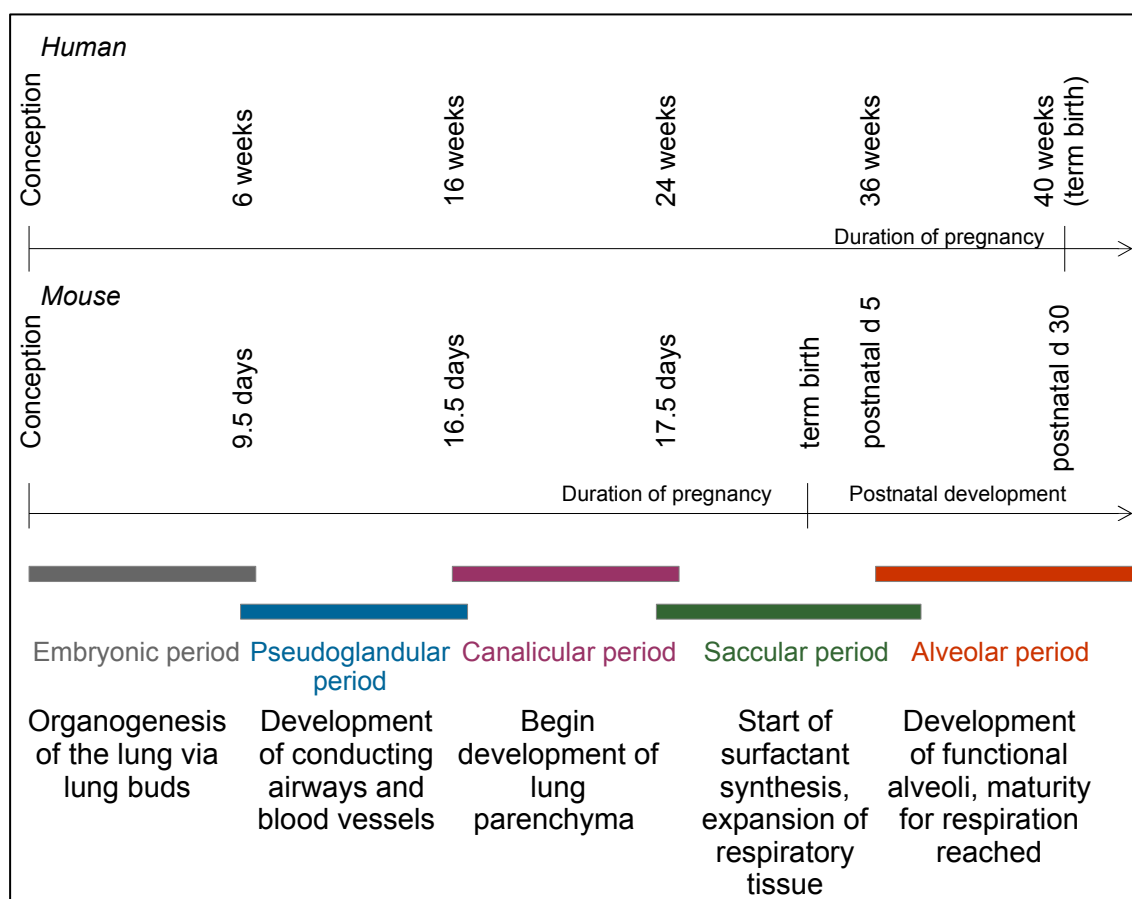 Human
Conception
6 weeks
16 weeks
24 weeks
36 weeks
40 weeks
(term birth)
Duration of pregnancy
Mouse
Conception
9.5 days
16.5 days
17.5 days
term birth
postnatal d 5
postnatal d 30
Duration of pregnancy
Postnatal development
Embryonic period
Pseudoglandular
period
Canalicular period
Saccular period
Alveolar period
Organogenesis
of the lung via
lung buds
Development
of conducting
airways and
blood vessels
Begin
development of
lung
parenchyma
Start of
surfactant
synthesis,
expansion of
respiratory
tissue
Development
of functional
alveoli, maturity
for respiration
reached